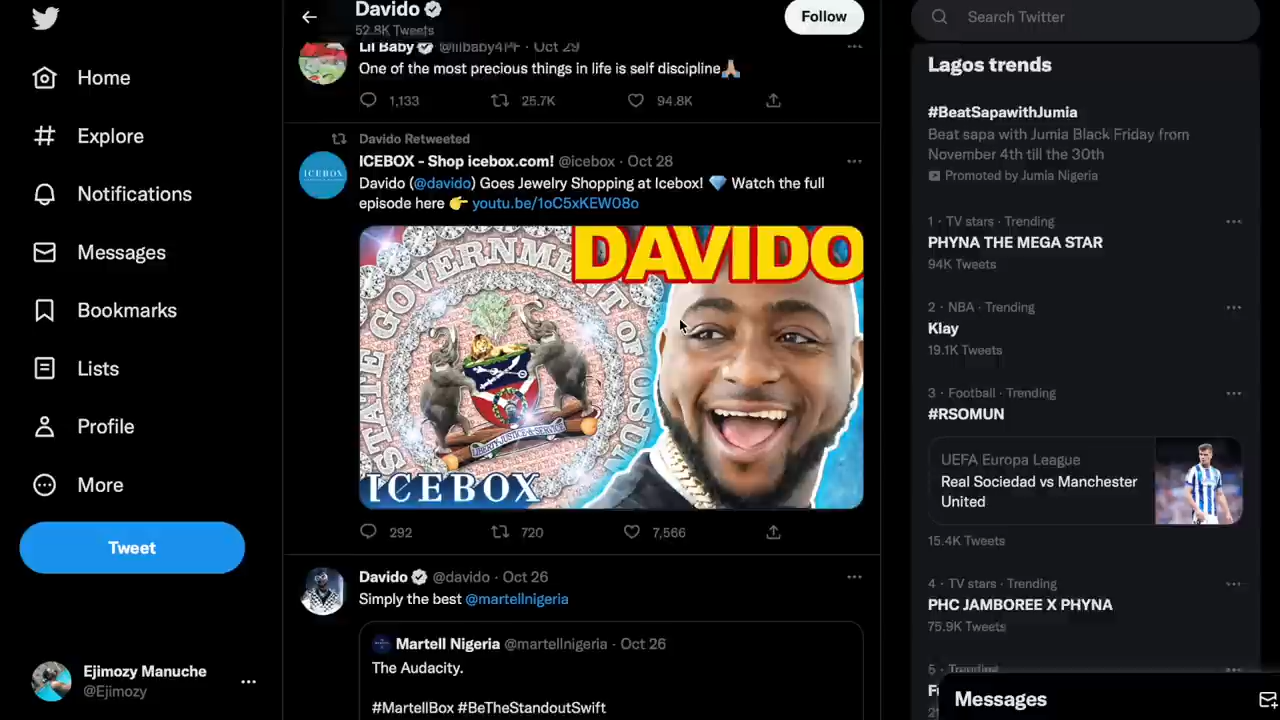 Home
Explore
Notifications
Messages
Bookmarks
Lists
Profile
More
Tweet
Ejimozy Manuche
@Ejimozy
Davido
52.8K Tweets
Follow
Lil Baby @lilbaby4PF · Oct 29
One of the most precious things in life is self discipline🙏🏼
1,133 25.7K 94.8K
Davido Retweeted
ICEBOX - Shop icebox.com! @icebox · Oct 28
Davido (@davido) Goes Jewelry Shopping at Icebox! 💎 Watch the full
episode here 👉 youtu.be/1oC5xKEW08o
ICEBOX
DAVIDO
STATE GOVERNMENT OF OSUN
LIBERTY JUSTICE & SERVICE
ICEBOX
292 720 7,566
Davido @davido · Oct 26
Simply the best @martellnigeria
Martell Nigeria @martellnigeria · Oct 26
The Audacity.
#MartellBox #BeTheStandoutSwift
Search Twitter
Lagos trends
#BeatSapawithJumia
Beat sapa with Jumia Black Friday from
November 4th till the 30th
Promoted by Jumia Nigeria
1 · TV stars · Trending
PHYNA THE MEGA STAR
94K Tweets
2 · NBA · Trending
Klay
19.1K Tweets
3 · Football · Trending
#RSOMUN
UEFA Europa League
Real Sociedad vs Manchester
United
15.4K Tweets
4 · TV stars · Trending
PHC JAMBOREE X PHYNA
75.9K Tweets
5 · Trending
Messages